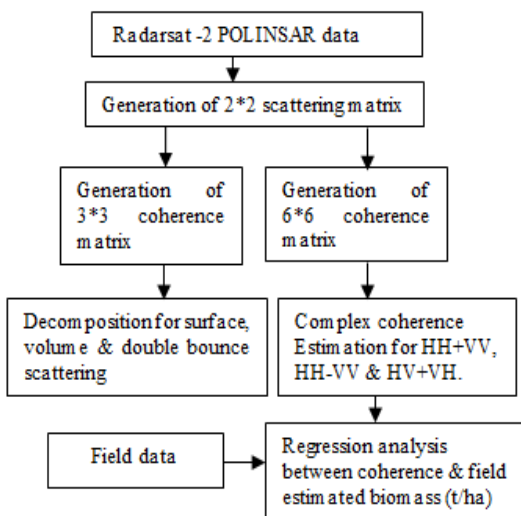 Radarsat -2 POLINSAR data
Generation of 2*2 scattering matrix
Generation of
3*3 coherence
matrix
Generation of
6*6 coherence
matrix
Decomposition for surface,
volume & double bounce
scattering
Complex coherence
Estimation for HH+VV,
HH-VV & HV+VH.
Field data
Regression analysis
between coherence & field
estimated biomass (t/ha)